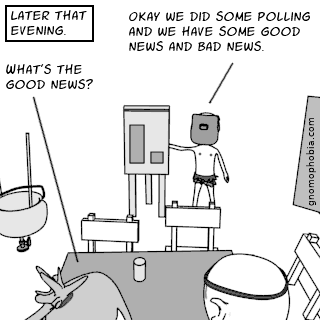 LATER THAT
EVENING.
OKAY WE DID SOME POLLING
AND WE HAVE SOME GOOD
NEWS AND BAD NEWS.
WHAT'S THE
GOOD NEWS?
gnomophobia.com